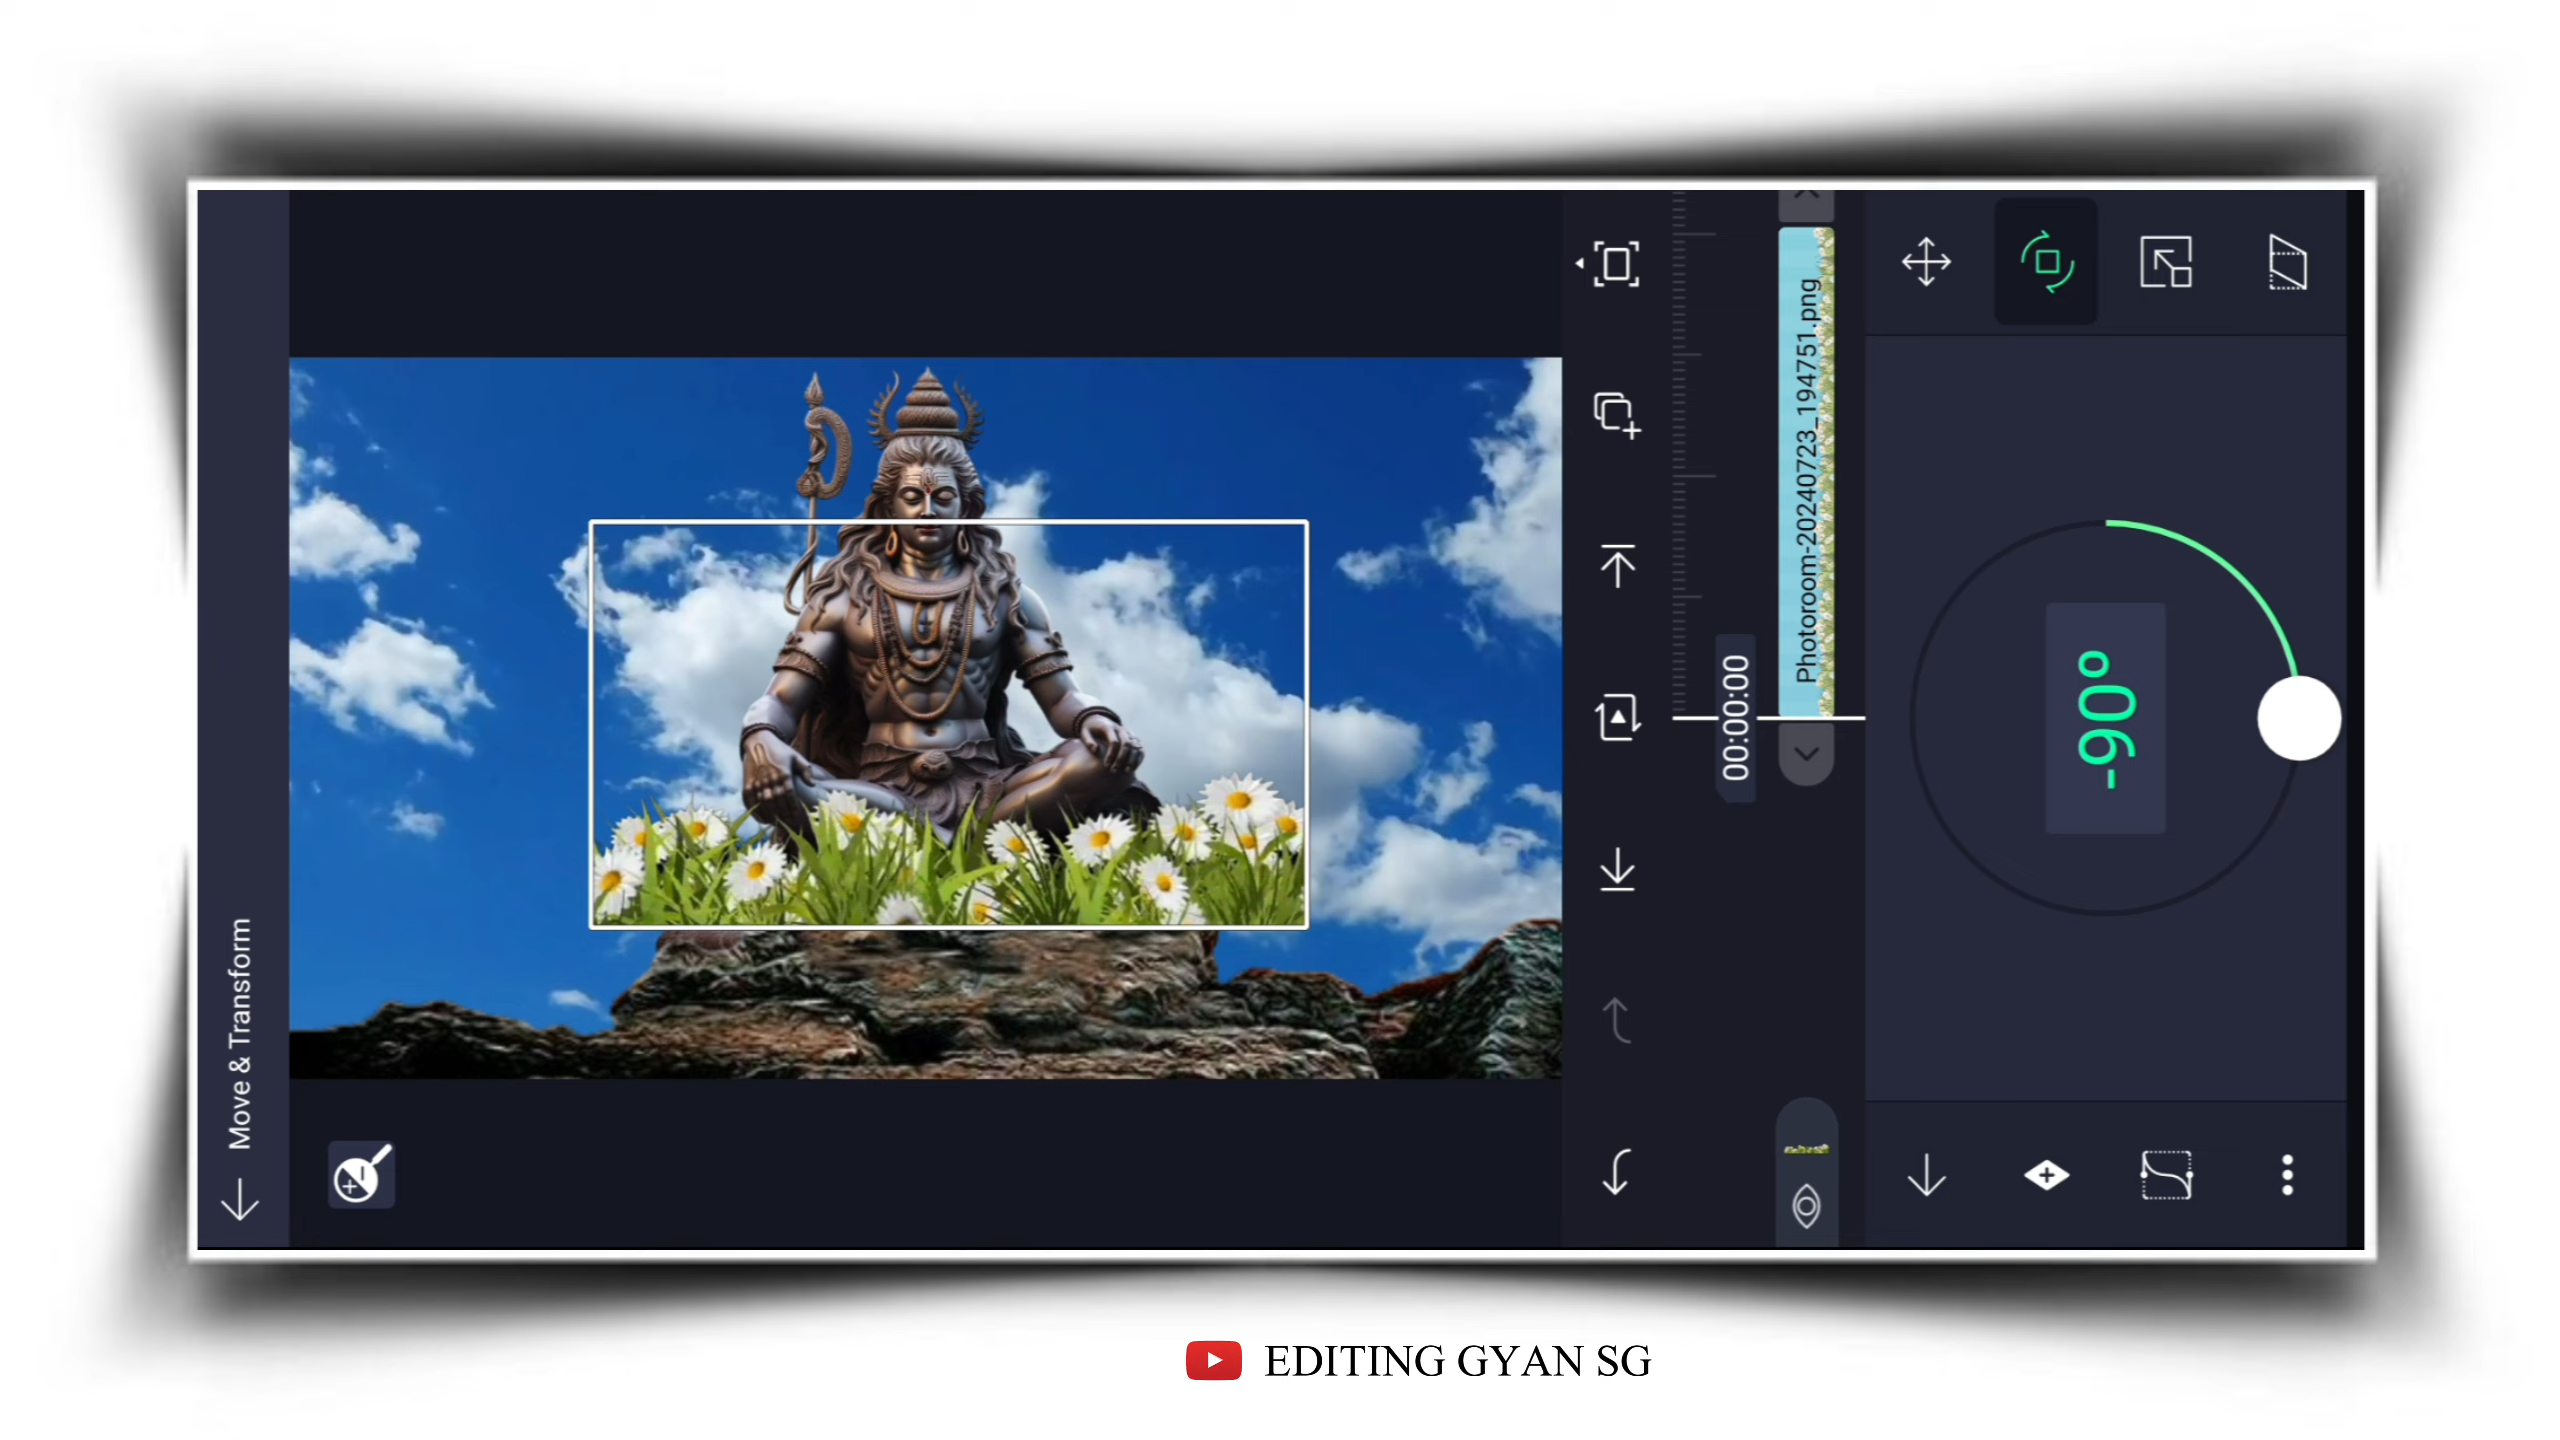 Move & Transform
Photoroom-20240723_194751.png
00:00:00
-90°
EDITING GYAN SG